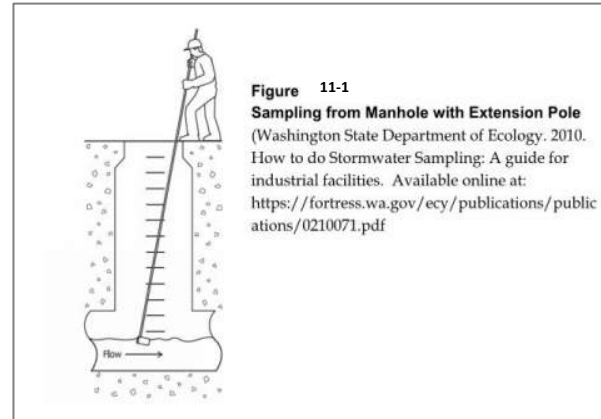 Figure 11-1
Sampling from Manhole with Extension Pole
(Washington State Department of Ecology. 2010.
How to do Stormwater Sampling: A guide for
industrial facilities. Available online at:
https://fortress.wa.gov/ecy/publications/public
ations/0210071.pdf
Flow